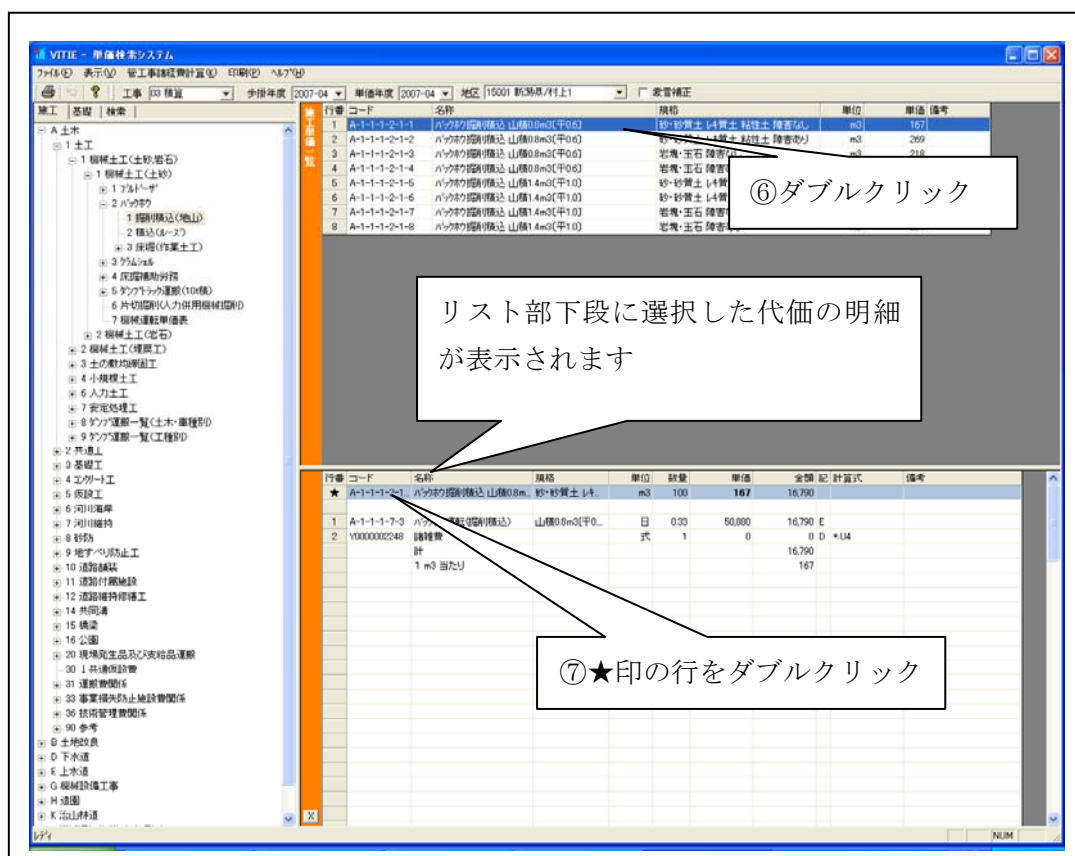 VITIE - 単価検索システム
ファイル(F) 表示(V) 管工事諸経費計算(K) 印刷(P) ヘルプ(H)
工事 03 積算 歩掛年度 2007-04 単価年度 2007-04 地区 15001 新潟県/村上1 豪雪補正
施工 基礎 検索
A 土木
1 土工
1 機械土工(土砂・岩石)
1 機械土工(土砂)
1 ブルドーザ
2 バックホウ
1 掘削積込(地山)
2 積込(ルーズ)
3 床掘(作業土工)
3 クラムシェル
4 床掘補助労務
5 ダンプトラック運搬(10t積)
6 片切掘削(人力併用機械掘削)
7 機械運転単価表
2 機械土工(岩石)
2 機械土工(埋戻工)
3 土の敷均締固工
4 小規模土工
6 人力土工
7 安定処理工
8 ダンプ運搬一覧(土木・車種別)
9 ダンプ運搬一覧(工種別)
2 共通工
3 基礎工
4 コンクリート工
5 仮設工
6 河川海岸
7 河川維持
8 砂防
9 地すべり防止工
10 道路舗装
11 道路付属施設
12 道路維持修繕工
14 共同溝
15 橋梁
16 公園
20 現場発生品及び支給品運搬
30 1 共通仮設費
31 運搬費関係
33 事業損失防止施設費関係
36 技術管理費関係
90 参考
B 土地改良
D 下水道
E 上水道
G 機械設備工事
H 造園
K 治山林道
施工単価一覧
行番 コード 名称 規格 単位 単価 備考
1 A-1-1-1-2-1-1 バックホウ掘削積込 山積0.8m3(平0.6) 砂・砂質土 レキ質土 粘性土 障害なし m3 167
2 A-1-1-1-2-1-2 バックホウ掘削積込 山積0.8m3(平0.6) 砂・砂質土 レキ質土 粘性土 障害あり m3 269
3 A-1-1-1-2-1-3 バックホウ掘削積込 山積0.8m3(平0.6) 岩塊・玉石 障害なし m3 218
4 A-1-1-1-2-1-4 バックホウ掘削積込 山積0.8m3(平0.6) 岩塊・玉石 障害
5 A-1-1-1-2-1-5 バックホウ掘削積込 山積1.4m3(平1.0) 砂・砂質土 レキ質
6 A-1-1-1-2-1-6 バックホウ掘削積込 山積1.4m3(平1.0) 砂・砂質土 レキ質
7 A-1-1-1-2-1-7 バックホウ掘削積込 山積1.4m3(平1.0) 岩塊・玉石 障害
8 A-1-1-1-2-1-8 バックホウ掘削積込 山積1.4m3(平1.0) 岩塊・玉石 障害
⑥ダブルクリック
リスト部下段に選択した代価の明細
が表示されます
行番 コード 名称 規格 単位 数量 単価 金額 記 計算式 備考
★ A-1-1-1-2-1... バックホウ掘削積込 山積0.8m... 砂・砂質土 レキ... m3 100 167 16,790
1 A-1-1-1-7-3 バックホウ運転(掘削積込) 山積0.8m3(平0... 日 0.33 50,880 16,790 E
2 Y0000002248 諸雑費 式 1 0 0 D *:U4
計 16,790
1 m3 当たり 167
⑦★印の行をダブルクリック
X
レディ NUM